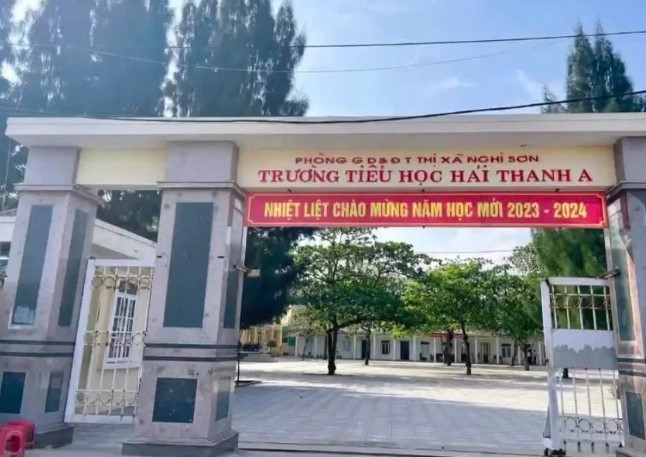 PHÒNG GD&ĐT THỊ XÃ NGHI SƠN
TRƯỜNG TIỂU HỌC HẢI THANH A
NHIỆT LIỆT CHÀO MỪNG NĂM HỌC MỚI 2023 - 2024